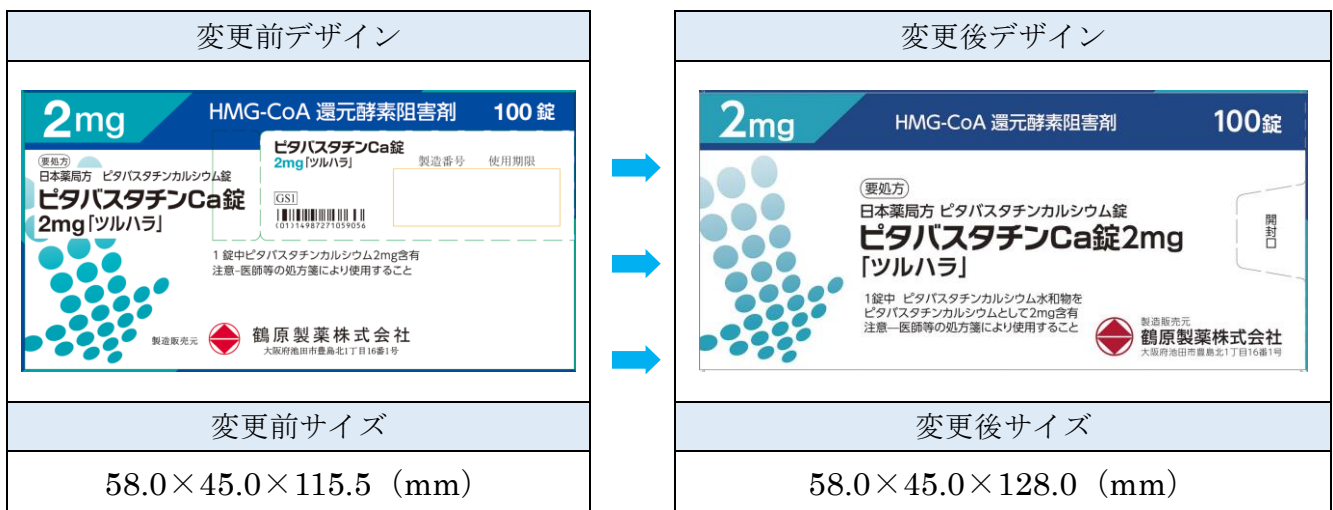 変更前デザイン
2mg
HMG-CoA 還元酵素阻害剤
100 錠
要処方
日本薬局方 ピタバスタチンカルシウム錠
ピタバスタチンCa錠
2mg「ツルハラ」
ピタバスタチンCa錠
2mg「ツルハラ」
製造番号 使用期限
GS1
(01)14987271059056
1 錠中ピタバスタチンカルシウム2mg含有
注意-医師等の処方箋により使用すること
製造販売元
鶴原製薬株式会社
大阪府池田市豊島北1丁目16番1号
変更前サイズ
58.0×45.0×115.5（mm）
変更後デザイン
2mg
HMG-CoA 還元酵素阻害剤
100錠
要処方
日本薬局方 ピタバスタチンカルシウム錠
ピタバスタチンCa錠2mg
「ツルハラ」
開封口
1錠中 ピタバスタチンカルシウム水和物を
ピタバスタチンカルシウムとして2mg含有
注意―医師等の処方箋により使用すること
製造販売元
鶴原製薬株式会社
大阪府池田市豊島北1丁目16番1号
変更後サイズ
58.0×45.0×128.0（mm）